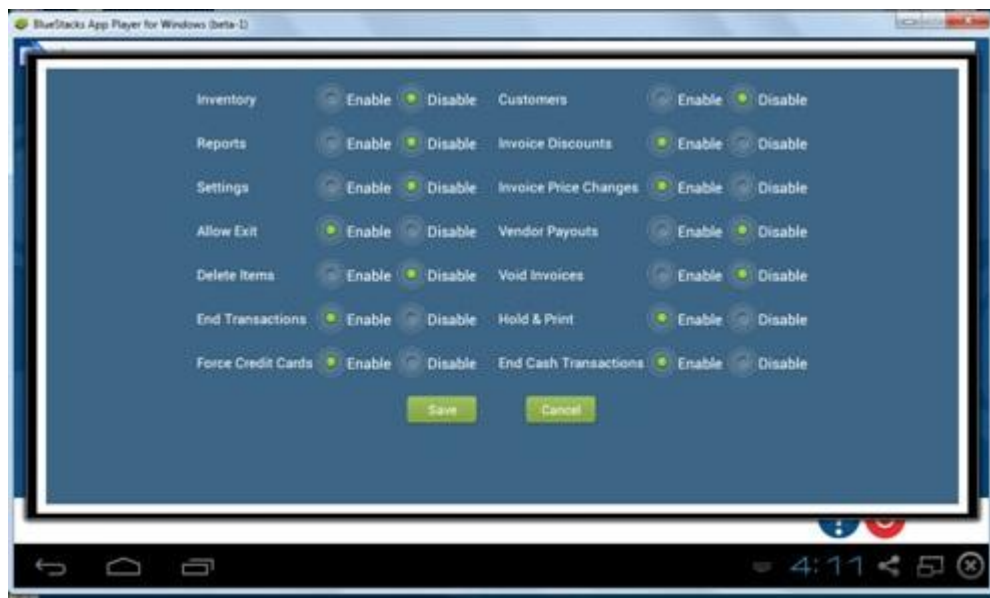 BlueStacks App Player for Windows (beta-1)
Inventory Enable Disable Customers Enable Disable
Reports Enable Disable Invoice Discounts Enable Disable
Settings Enable Disable Invoice Price Changes Enable Disable
Allow Exit Enable Disable Vendor Payouts Enable Disable
Delete Items Enable Disable Void Invoices Enable Disable
End Transactions Enable Disable Hold & Print Enable Disable
Force Credit Cards Enable Disable End Cash Transactions Enable Disable
Save Cancel
4:11